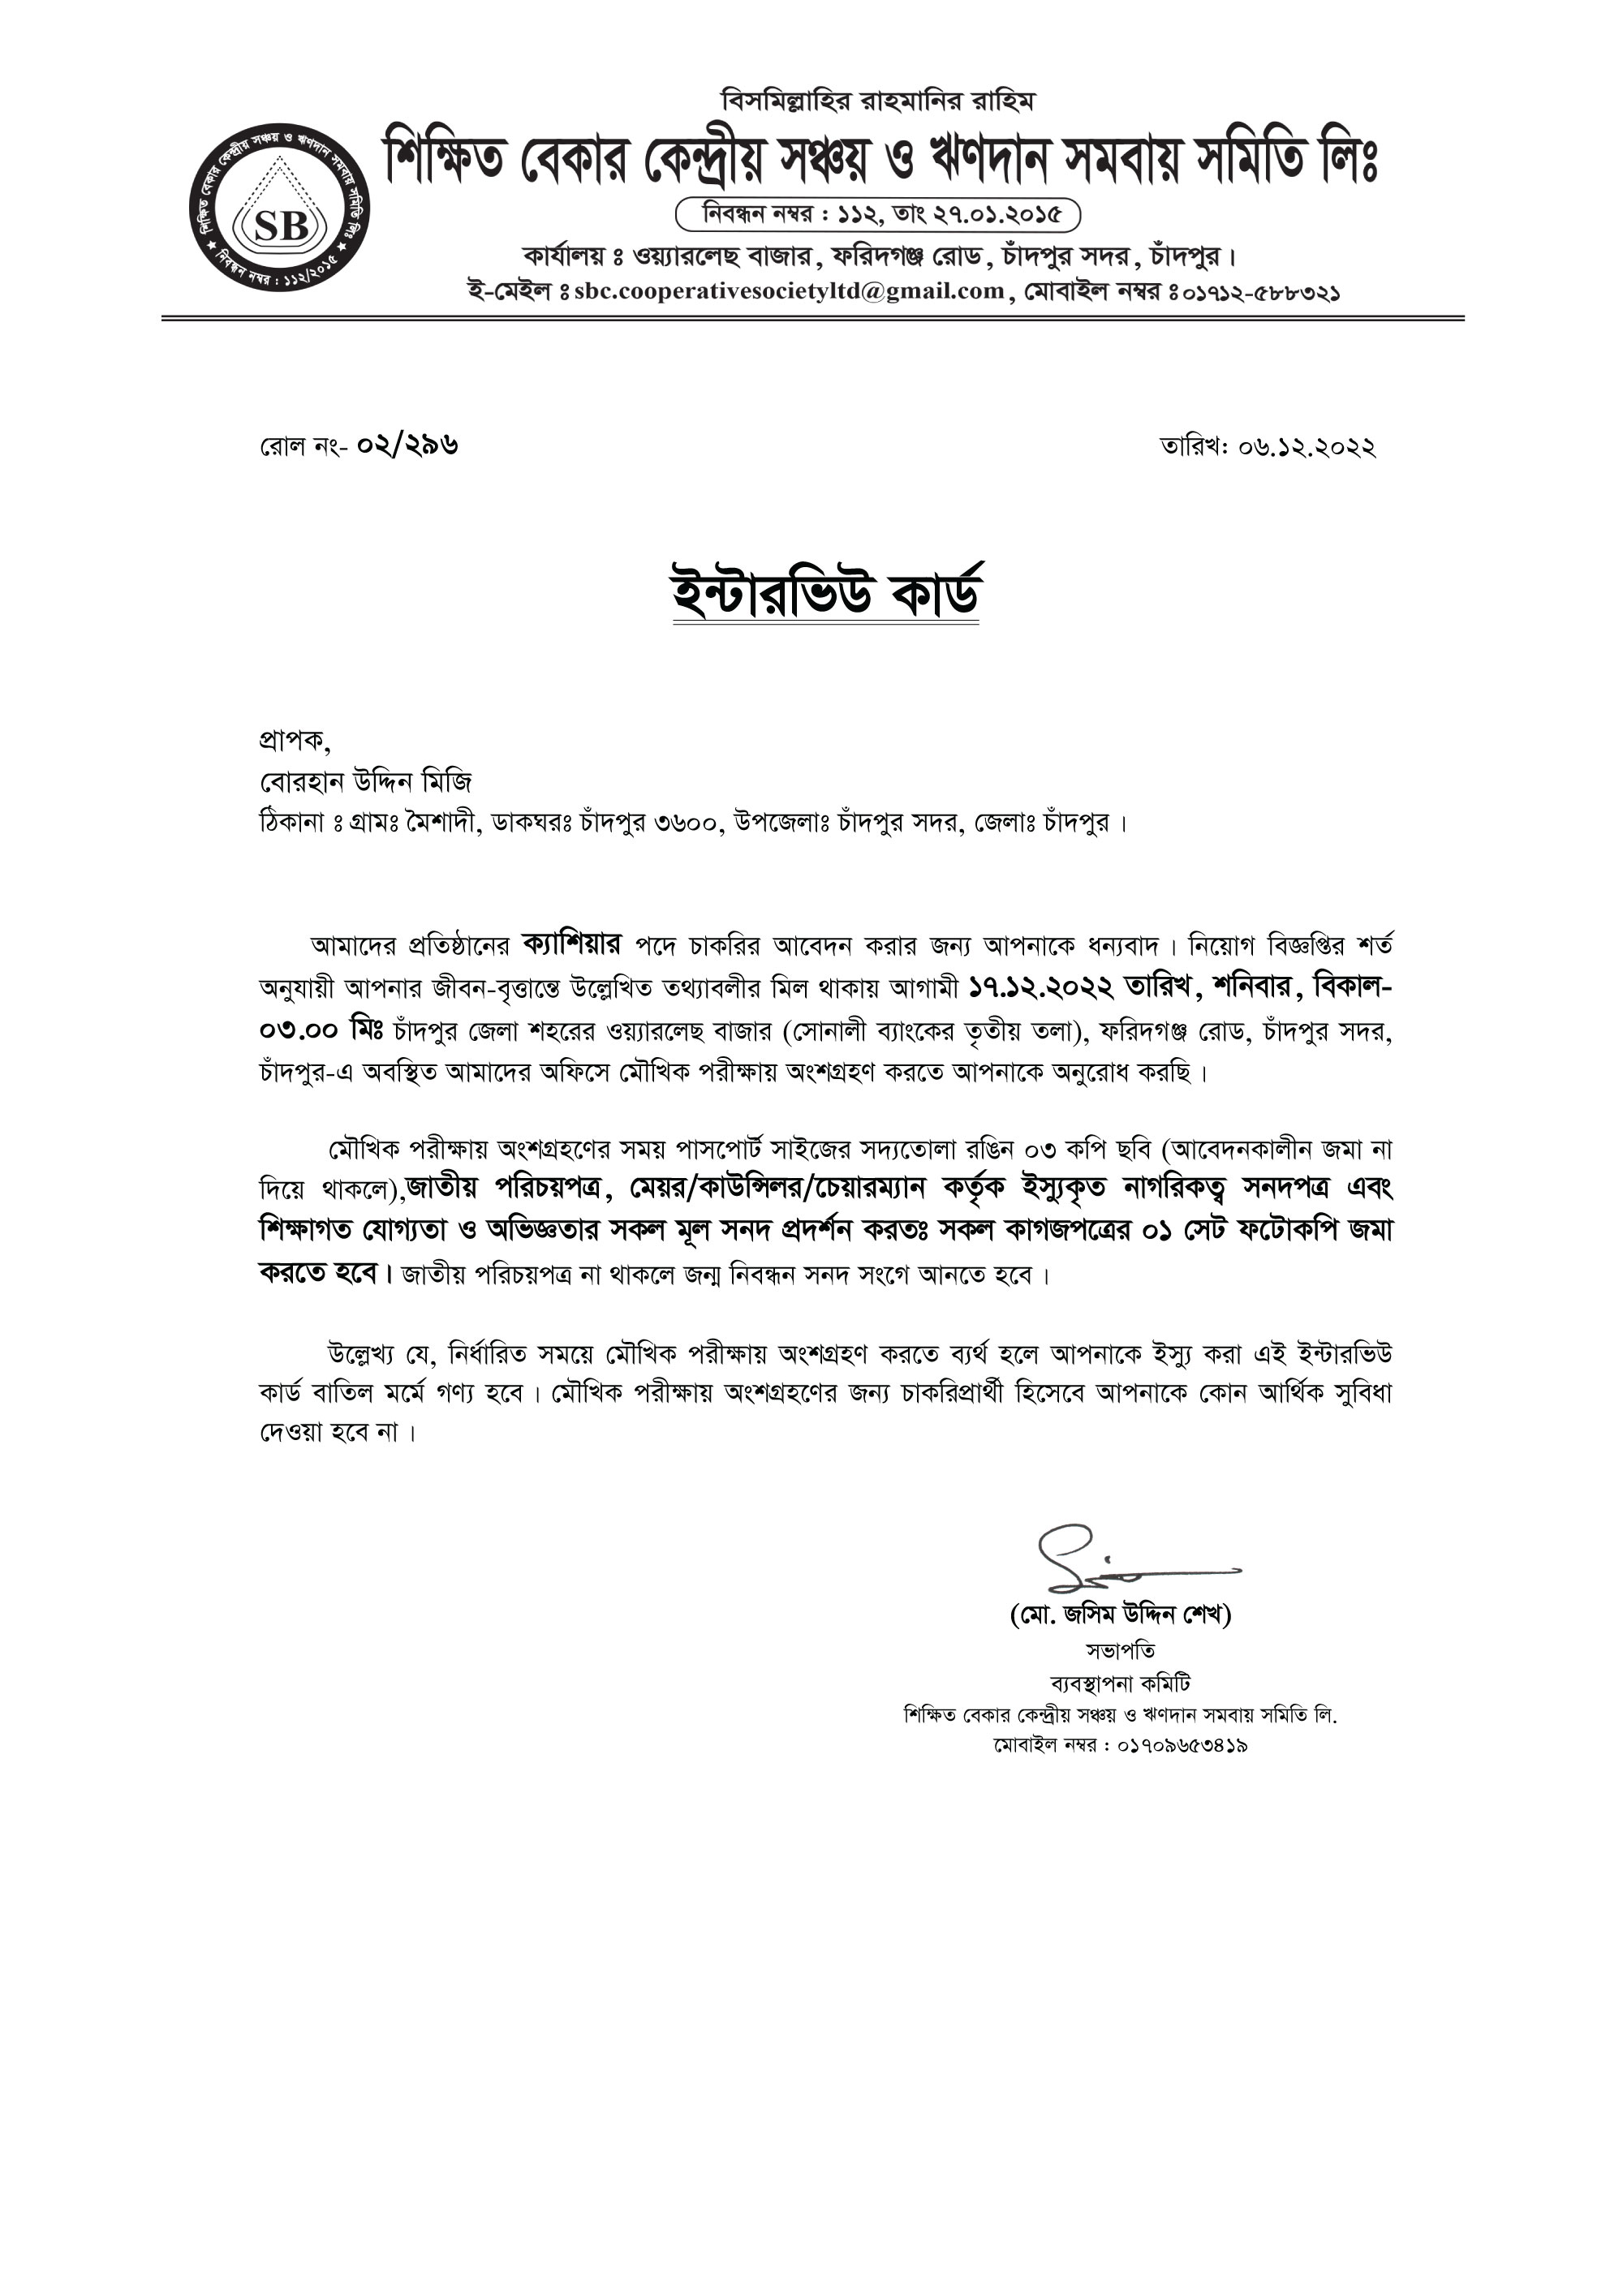 বিসমিল্লাহির রাহমানির রাহিম
শিক্ষিত বেকার কেন্দ্রীয় সঞ্চয় ও ঋণদান সমবায় সমিতি লিঃ
শিক্ষিত বেকার কেন্দ্রীয় সঞ্চয় ও ঋণদান সমবায় সমিতি লিঃ
SB
নিবন্ধন নম্বর : ১১২/২০১৫
নিবন্ধন নম্বর : ১১২, তাং ২৭.০১.২০১৫
কার্যালয় ঃ ওয়্যারলেছ বাজার, ফরিদগঞ্জ রোড, চাঁদপুর সদর, চাঁদপুর।
ই-মেইল ঃ sbc.cooperativesocietyltd@gmail.com, মোবাইল নম্বর ঃ ০১৭১২-৫৮৮৩২১
রোল নং- ০২/২৯৬ তারিখ: ০৬.১২.২০২২
ইন্টারভিউ কার্ড
প্রাপক,
বোরহান উদ্দিন মিজি
ঠিকানা ঃ গ্রামঃ মৈশাদী, ডাকঘরঃ চাঁদপুর ৩৬০০, উপজেলাঃ চাঁদপুর সদর, জেলাঃ চাঁদপুর।
আমাদের প্রতিষ্ঠানের ক্যাশিয়ার পদে চাকরির আবেদন করার জন্য আপনাকে ধন্যবাদ। নিয়োগ বিজ্ঞপ্তির শর্ত
অনুযায়ী আপনার জীবন-বৃত্তান্তে উল্লেখিত তথ্যাবলীর মিল থাকায় আগামী ১৭.১২.২০২২ তারিখ, শনিবার, বিকাল-
০৩.০০ মিঃ চাঁদপুর জেলা শহরের ওয়্যারলেছ বাজার (সোনালী ব্যাংকের তৃতীয় তলা), ফরিদগঞ্জ রোড, চাঁদপুর সদর,
চাঁদপুর-এ অবস্থিত আমাদের অফিসে মৌখিক পরীক্ষায় অংশগ্রহণ করতে আপনাকে অনুরোধ করছি।
মৌখিক পরীক্ষায় অংশগ্রহণের সময় পাসপোর্ট সাইজের সদ্যতোলা রঙিন ০৩ কপি ছবি (আবেদনকালীন জমা না
দিয়ে থাকলে),জাতীয় পরিচয়পত্র, মেয়র/কাউন্সিলর/চেয়ারম্যান কর্তৃক ইস্যুকৃত নাগরিকত্ব সনদপত্র এবং
শিক্ষাগত যোগ্যতা ও অভিজ্ঞতার সকল মূল সনদ প্রদর্শন করতঃ সকল কাগজপত্রের ০১ সেট ফটোকপি জমা
করতে হবে। জাতীয় পরিচয়পত্র না থাকলে জন্ম নিবন্ধন সনদ সংগে আনতে হবে।
উল্লেখ্য যে, নির্ধারিত সময়ে মৌখিক পরীক্ষায় অংশগ্রহণ করতে ব্যর্থ হলে আপনাকে ইস্যু করা এই ইন্টারভিউ
কার্ড বাতিল মর্মে গণ্য হবে। মৌখিক পরীক্ষায় অংশগ্রহণের জন্য চাকরিপ্রার্থী হিসেবে আপনাকে কোন আর্থিক সুবিধা
দেওয়া হবে না।
(মো. জসিম উদ্দিন শেখ)
সভাপতি
ব্যবস্থাপনা কমিটি
শিক্ষিত বেকার কেন্দ্রীয় সঞ্চয় ও ঋণদান সমবায় সমিতি লি.
মোবাইল নম্বর : ০১৭০৯৬৫৩৪১৯